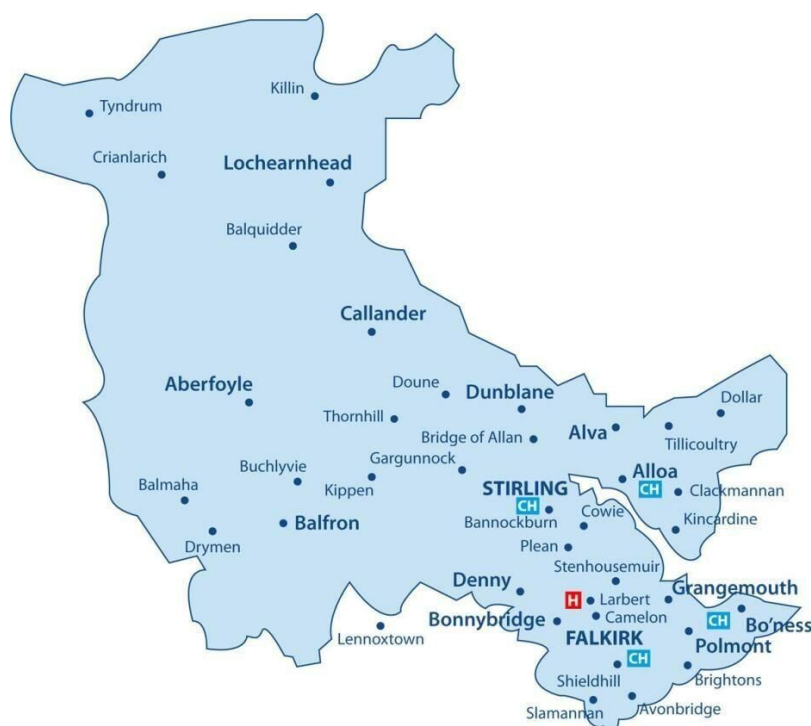 Killin
Tyndrum
Crianlarich
Lochearnhead
Balquidder
Callander
Aberfoyle
Doune
Dunblane
Dollar
Thornhill
Bridge of Allan
Alva
Tillicoultry
Gargunnock
Buchlyvie
Kippen
Alloa
CH
Clackmannan
Balmaha
STIRLING
CH
Bannockburn
Cowie
Kincardine
Balfron
Drymen
Plean
Stenhousemuir
Denny
Grangemouth
H
Larbert
Bonnybridge
Camelon
CH
Bo'ness
Lennoxtown
FALKIRK
Polmont
CH
Shieldhill
Brightons
Slamannan
Avonbridge